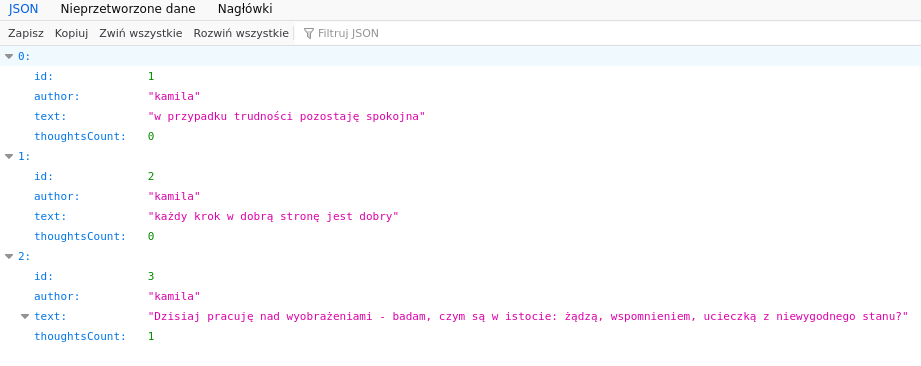 JSON Nieprzetworzone dane Nagłówki
Zapisz Kopiuj Zwiń wszystkie Rozwiń wszystkie Filtruj JSON
0:
id: 1
author: "kamila"
text: "w przypadku trudności pozostaję spokojna"
thoughtsCount: 0
1:
id: 2
author: "kamila"
text: "każdy krok w dobrą stronę jest dobry"
thoughtsCount: 0
2:
id: 3
author: "kamila"
text: "Dzisiaj pracuję nad wyobrażeniami - badam, czym są w istocie: żądzą, wspomnieniem, ucieczką z niewygodnego stanu?"
thoughtsCount: 1